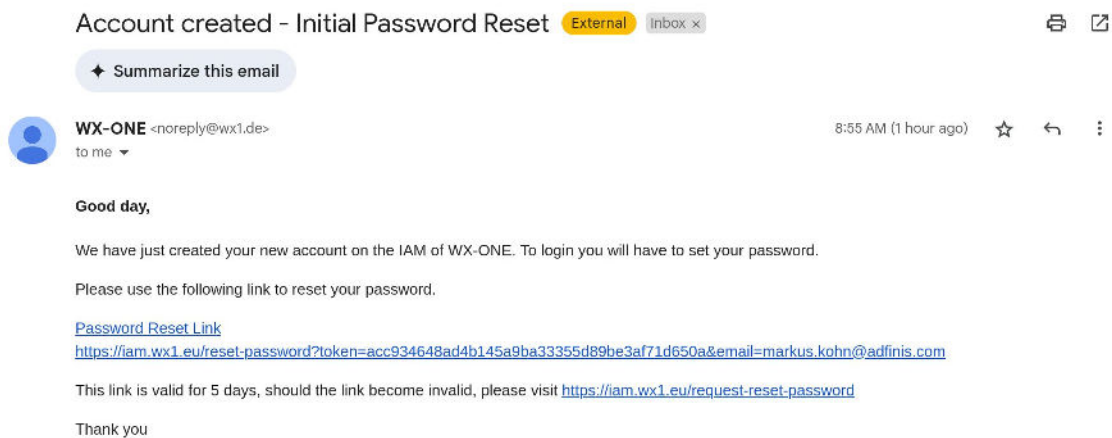 Account created - Initial Password Reset External Inbox ×
Summarize this email
WX-ONE <noreply@wx1.de> 8:55 AM (1 hour ago)
to me
Good day,
We have just created your new account on the IAM of WX-ONE. To login you will have to set your password.
Please use the following link to reset your password.
Password Reset Link
https://iam.wx1.eu/reset-password?token=acc934648ad4b145a9ba33355d89be3af71d650a&email=markus.kohn@adfinis.com
This link is valid for 5 days, should the link become invalid, please visit https://iam.wx1.eu/request-reset-password
Thank you